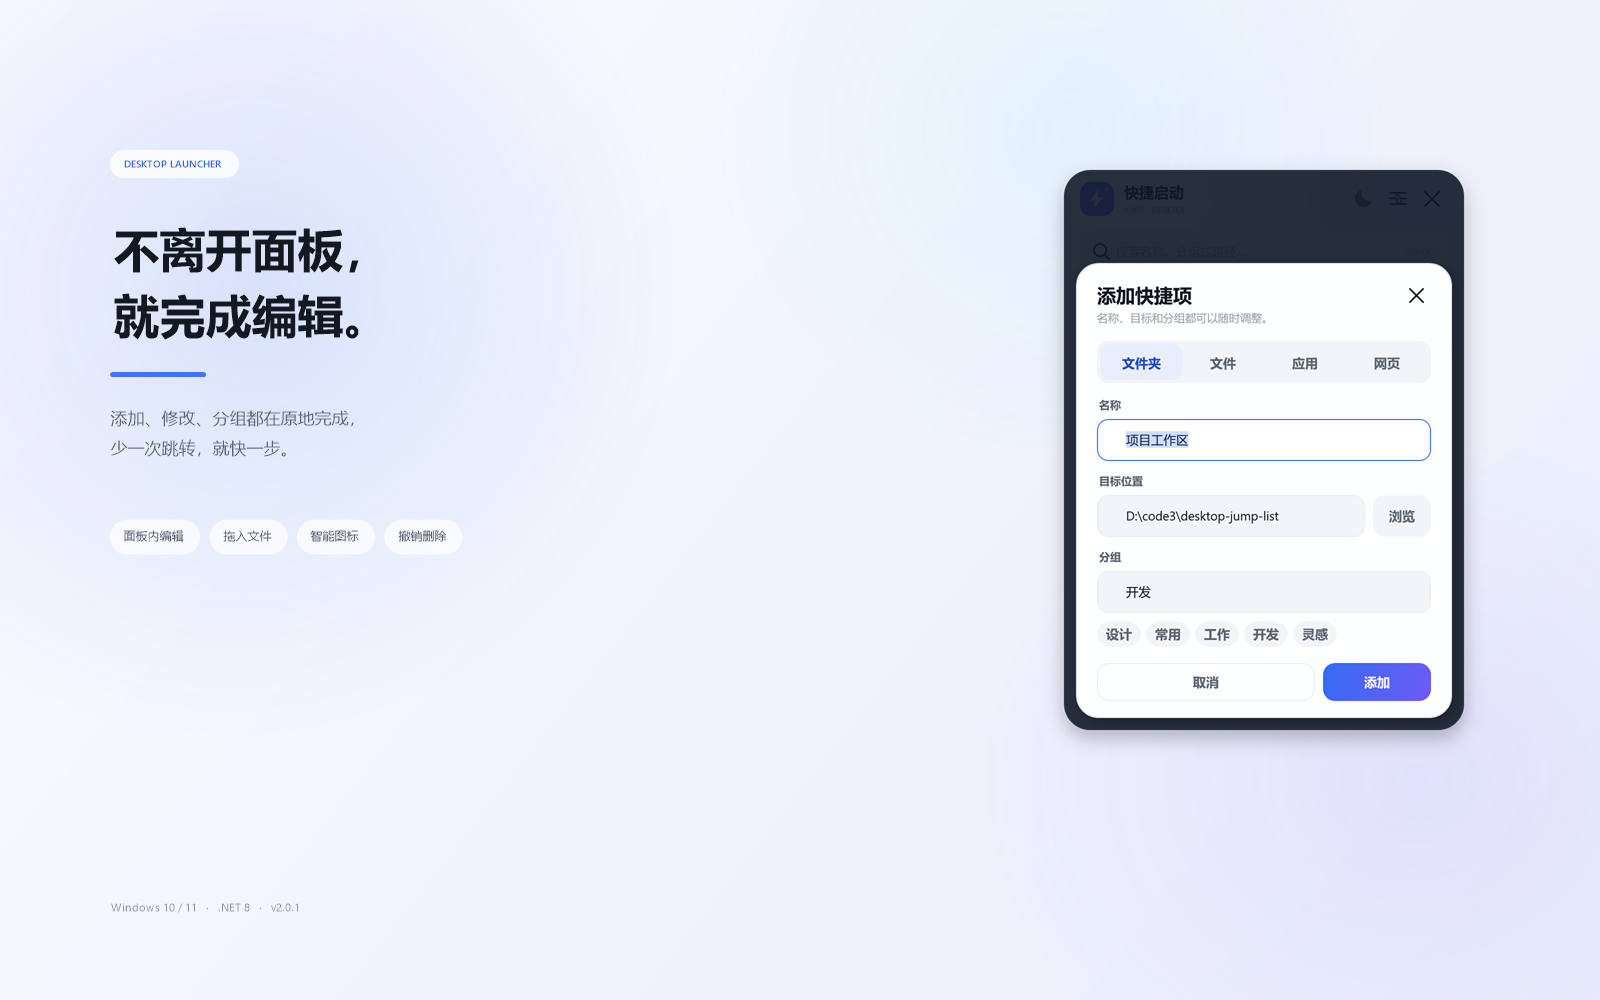 DESKTOP LAUNCHER
不离开面板，
就完成编辑。
添加、修改、分组都在原地完成，
少一次跳转，就快一步。
面板内编辑
拖入文件
智能图标
撤销删除
Windows 10 / 11 · .NET 8 · v2.0.1
快捷启动
添加快捷项
名称、目标和分组都可以随时调整。
文件夹
文件
应用
网页
名称
项目工作区
目标位置
D:\code3\desktop-jump-list
浏览
分组
开发
设计
常用
工作
开发
灵感
取消
添加